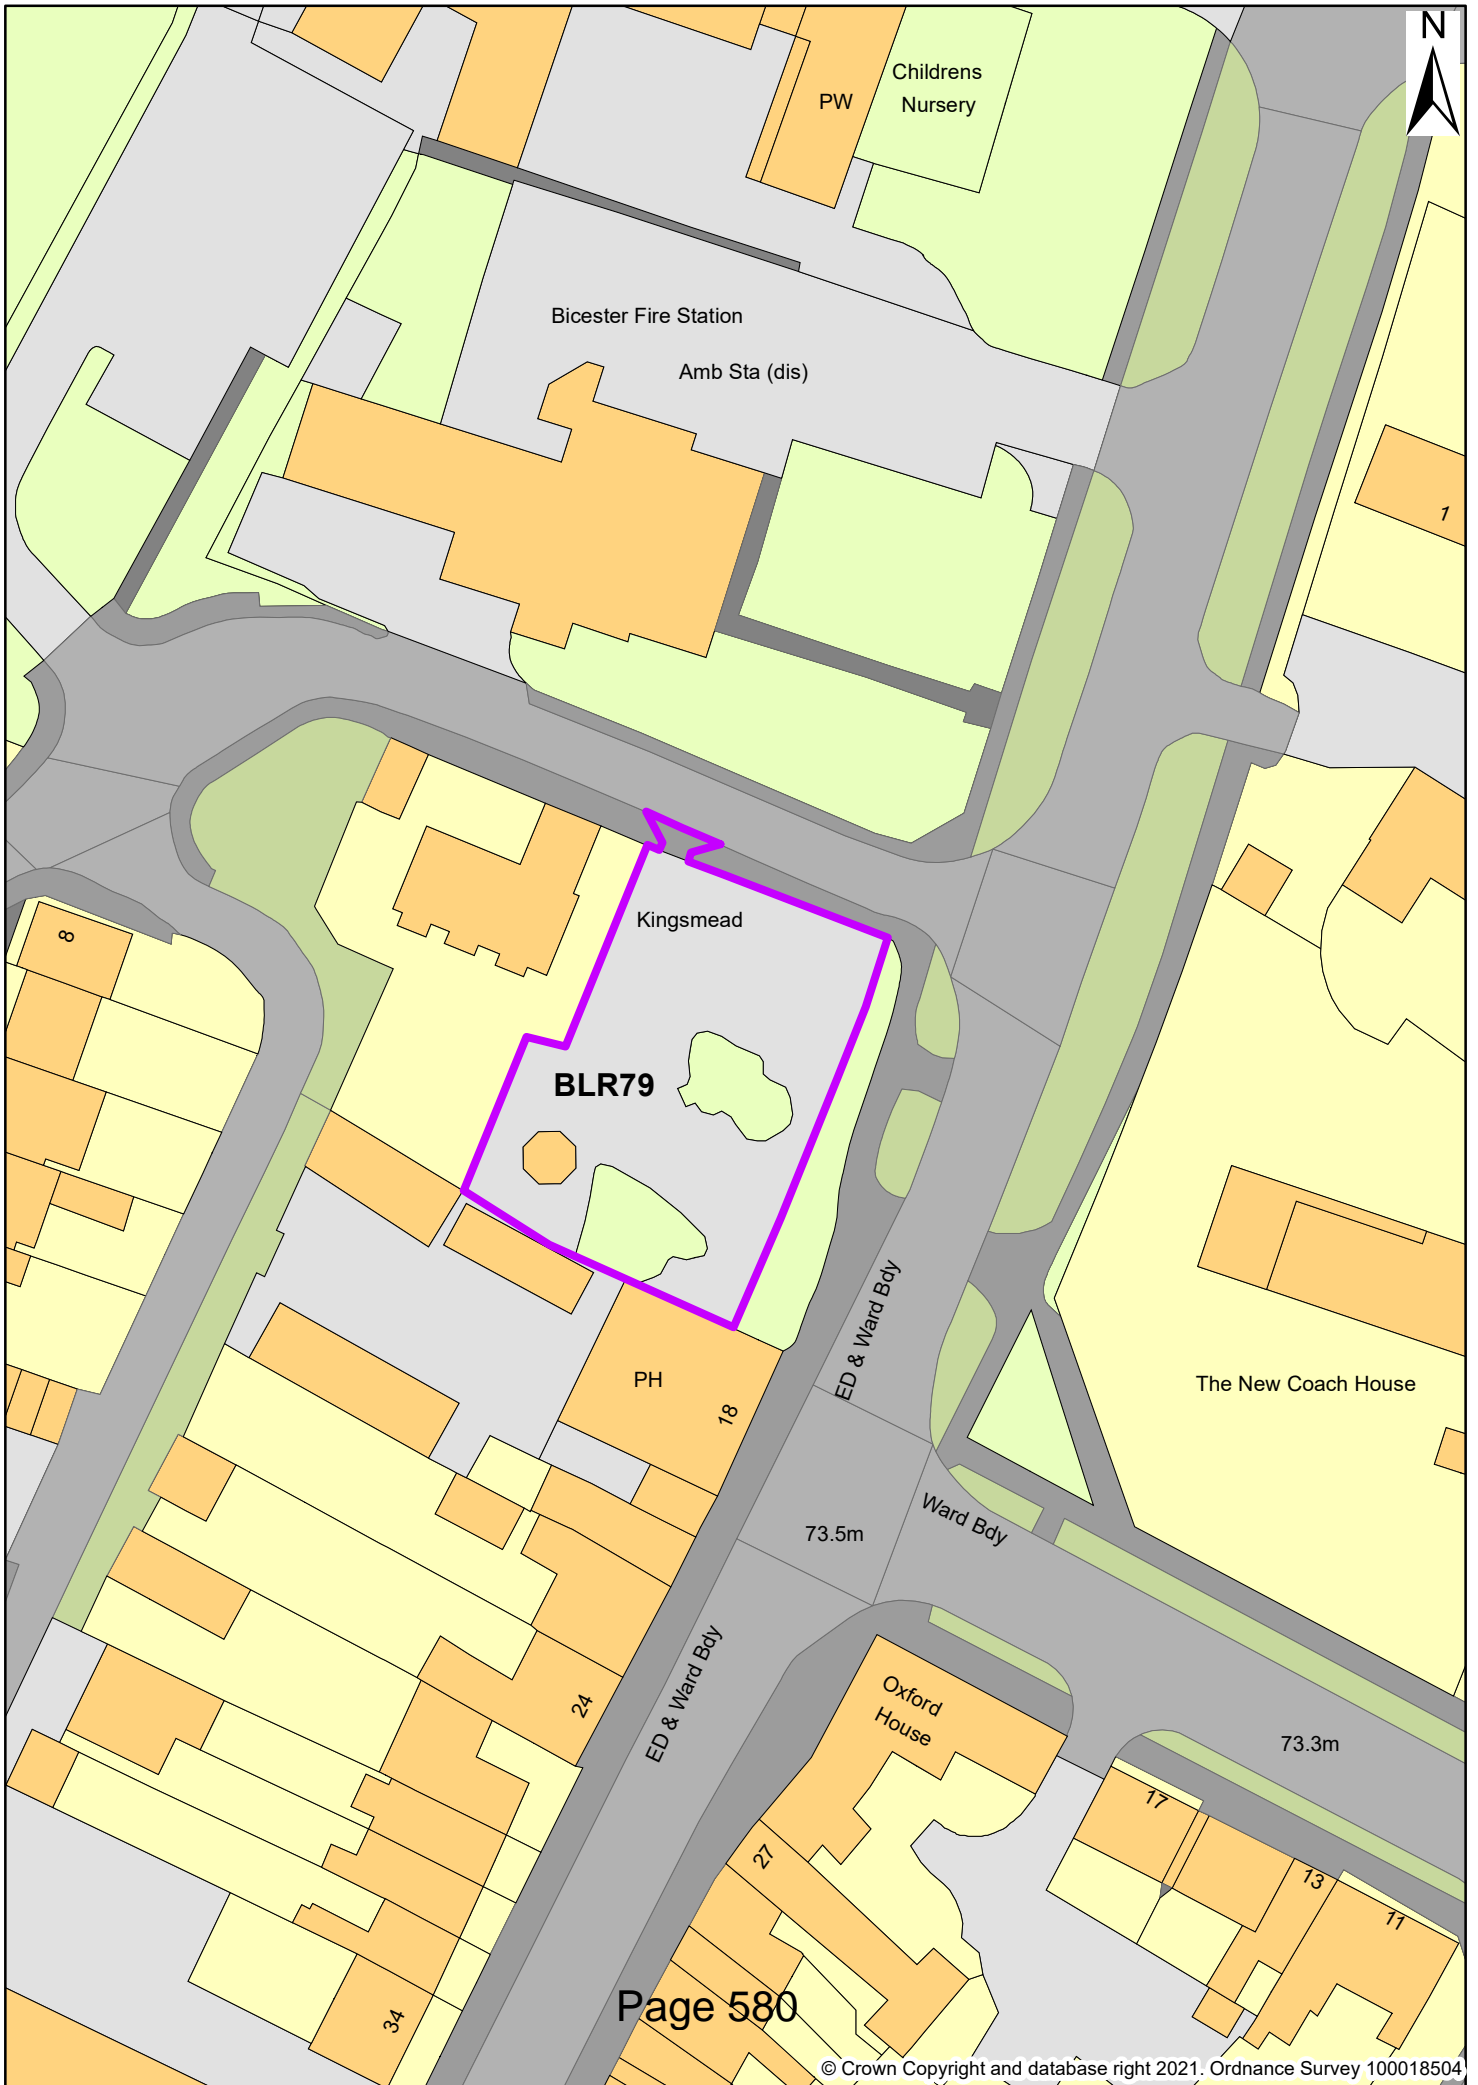 N
Childrens
Nursery
PW
Bicester Fire Station
Amb Sta (dis)
1
Kingsmead
8
BLR79
ED & Ward Bdy
PH
The New Coach House
18
Ward Bdy
73.5m
ED & Ward Bdy
24
Oxford
House
73.3m
17
27
13
11
Page 580
34
© Crown Copyright and database right 2021. Ordnance Survey 100018504